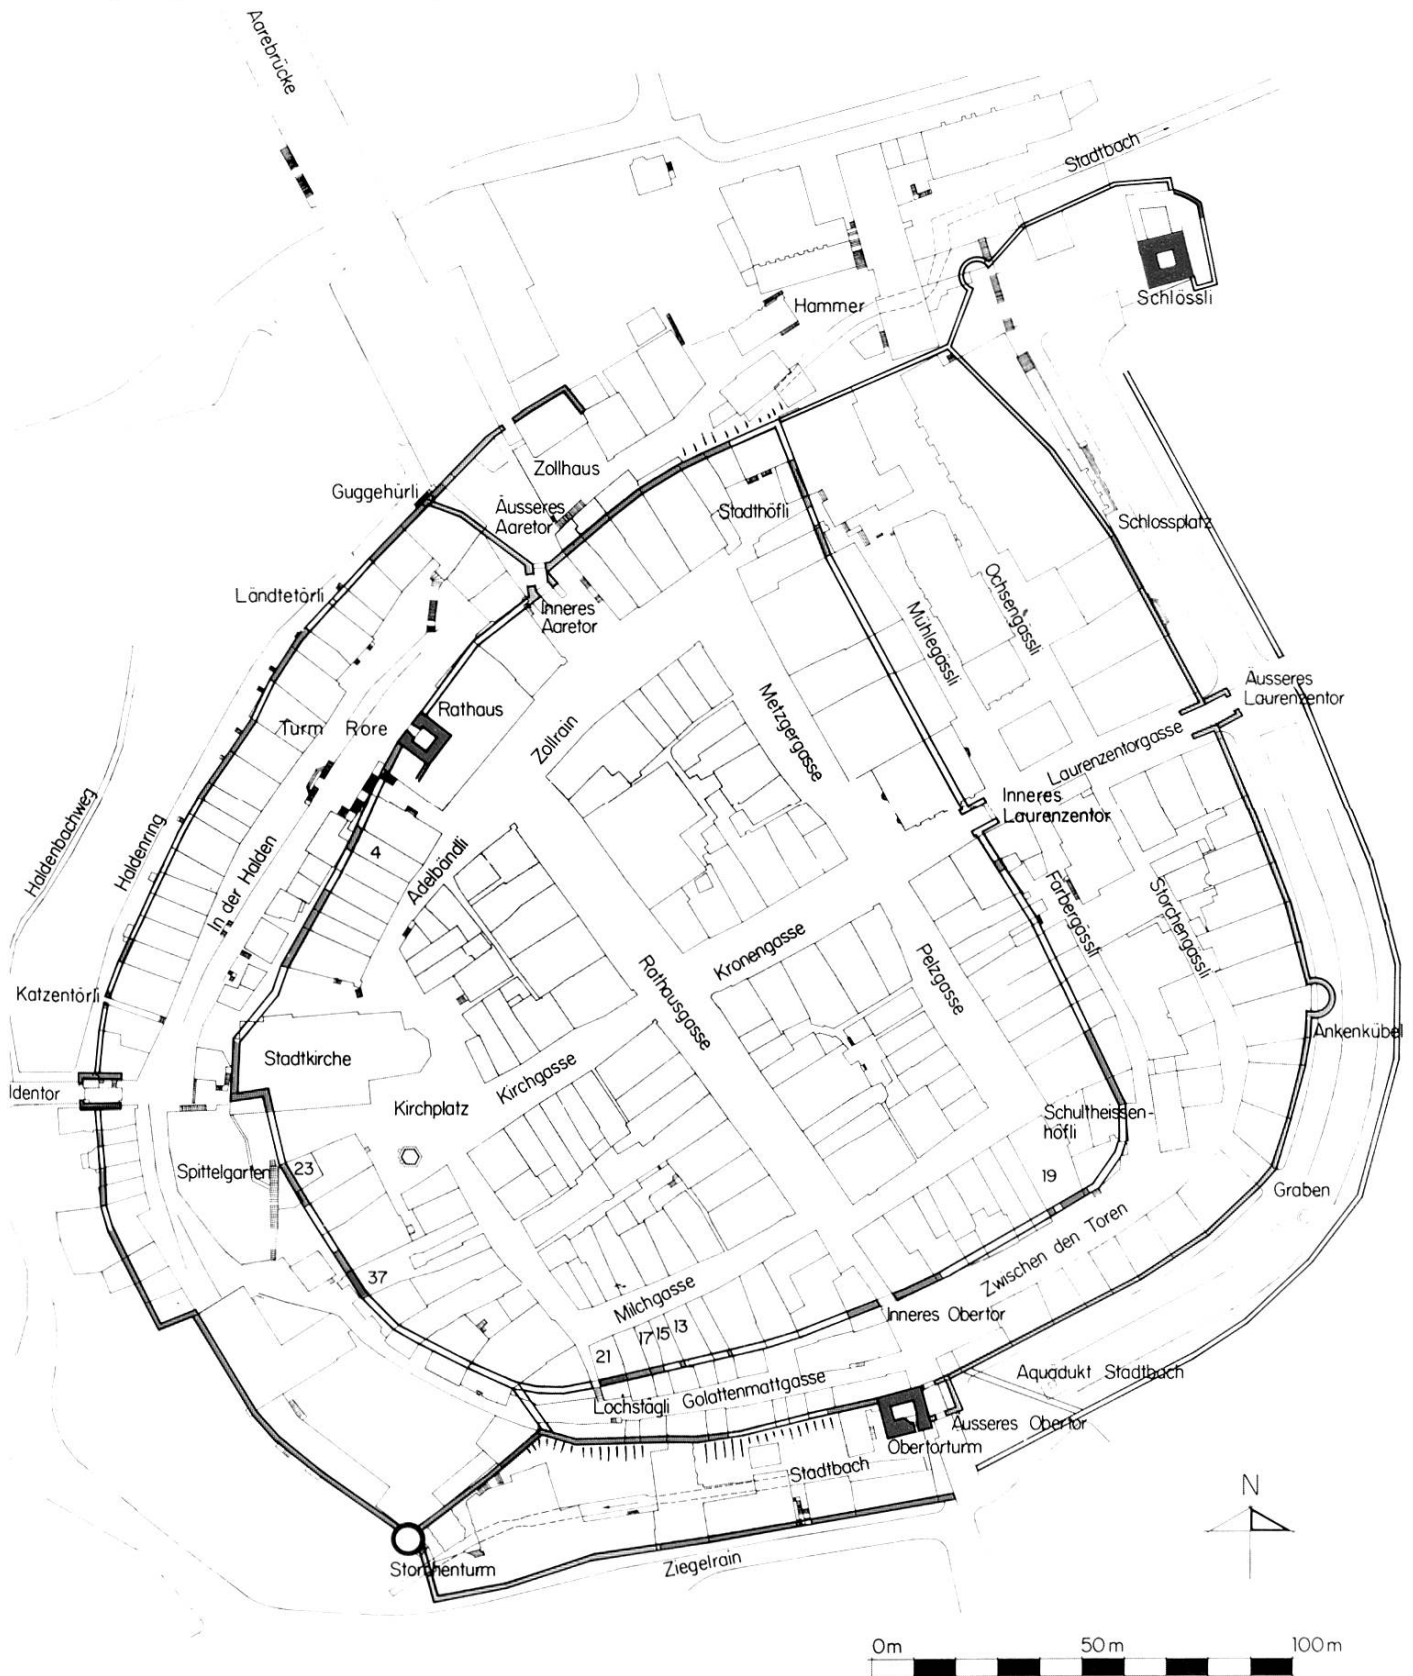 Aarebrücke
Stadtbach
Schlössli
Hammer
Zollhaus
Guggehürli
Äusseres
Aaretor
Stadthöfli
Schlossplatz
Ländtetörli
Inneres
Aaretor
Ochsengässli
Mühlegässli
Äusseres
Laurenzentor
Rathaus
Turm Rore
Zollrain
Metzgergasse
Laurenzentorgasse
Inneres
Laurenzentor
Haldenbachweg
Haldenring
In der Halden
4
Adelbändli
Färbergässli
Storchengässli
Kronengasse
Pelzgasse
Rathausgasse
Katzentörli
Ankenkübel
Stadtkirche
Kirchgasse
Identor
Kirchplatz
Schultheissen-
höfli
Spittelgarten
23
19
Graben
Zwischen den Toren
37
Milchgasse
Inneres Obertor
17 15 13
21
Aquädukt Stadtbach
Lochstägli
Golattenmattgasse
Äusseres Obertor
Obertorturm
Stadtbach
Storchenturm
Ziegelrain
N
0m 50m 100m